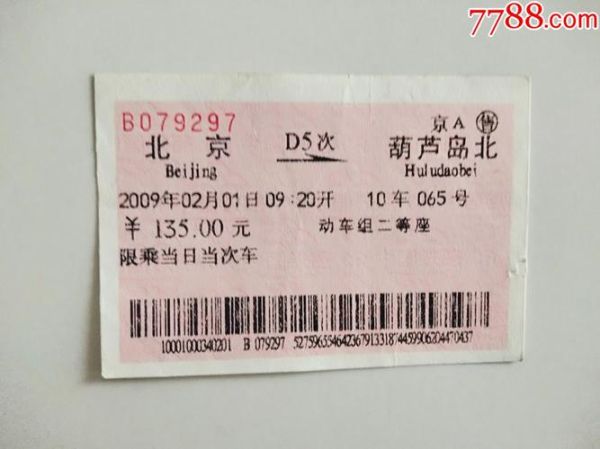 7788.com
B079297
京A 售
北京 D5次 葫芦岛北
Beijing Huludaobei
2009年02月01日09:20开 10车065号
¥135.00元 动车组二等座
限乘当日当次车
10001000340201 B 079297 52759655464236791331874459906204470437